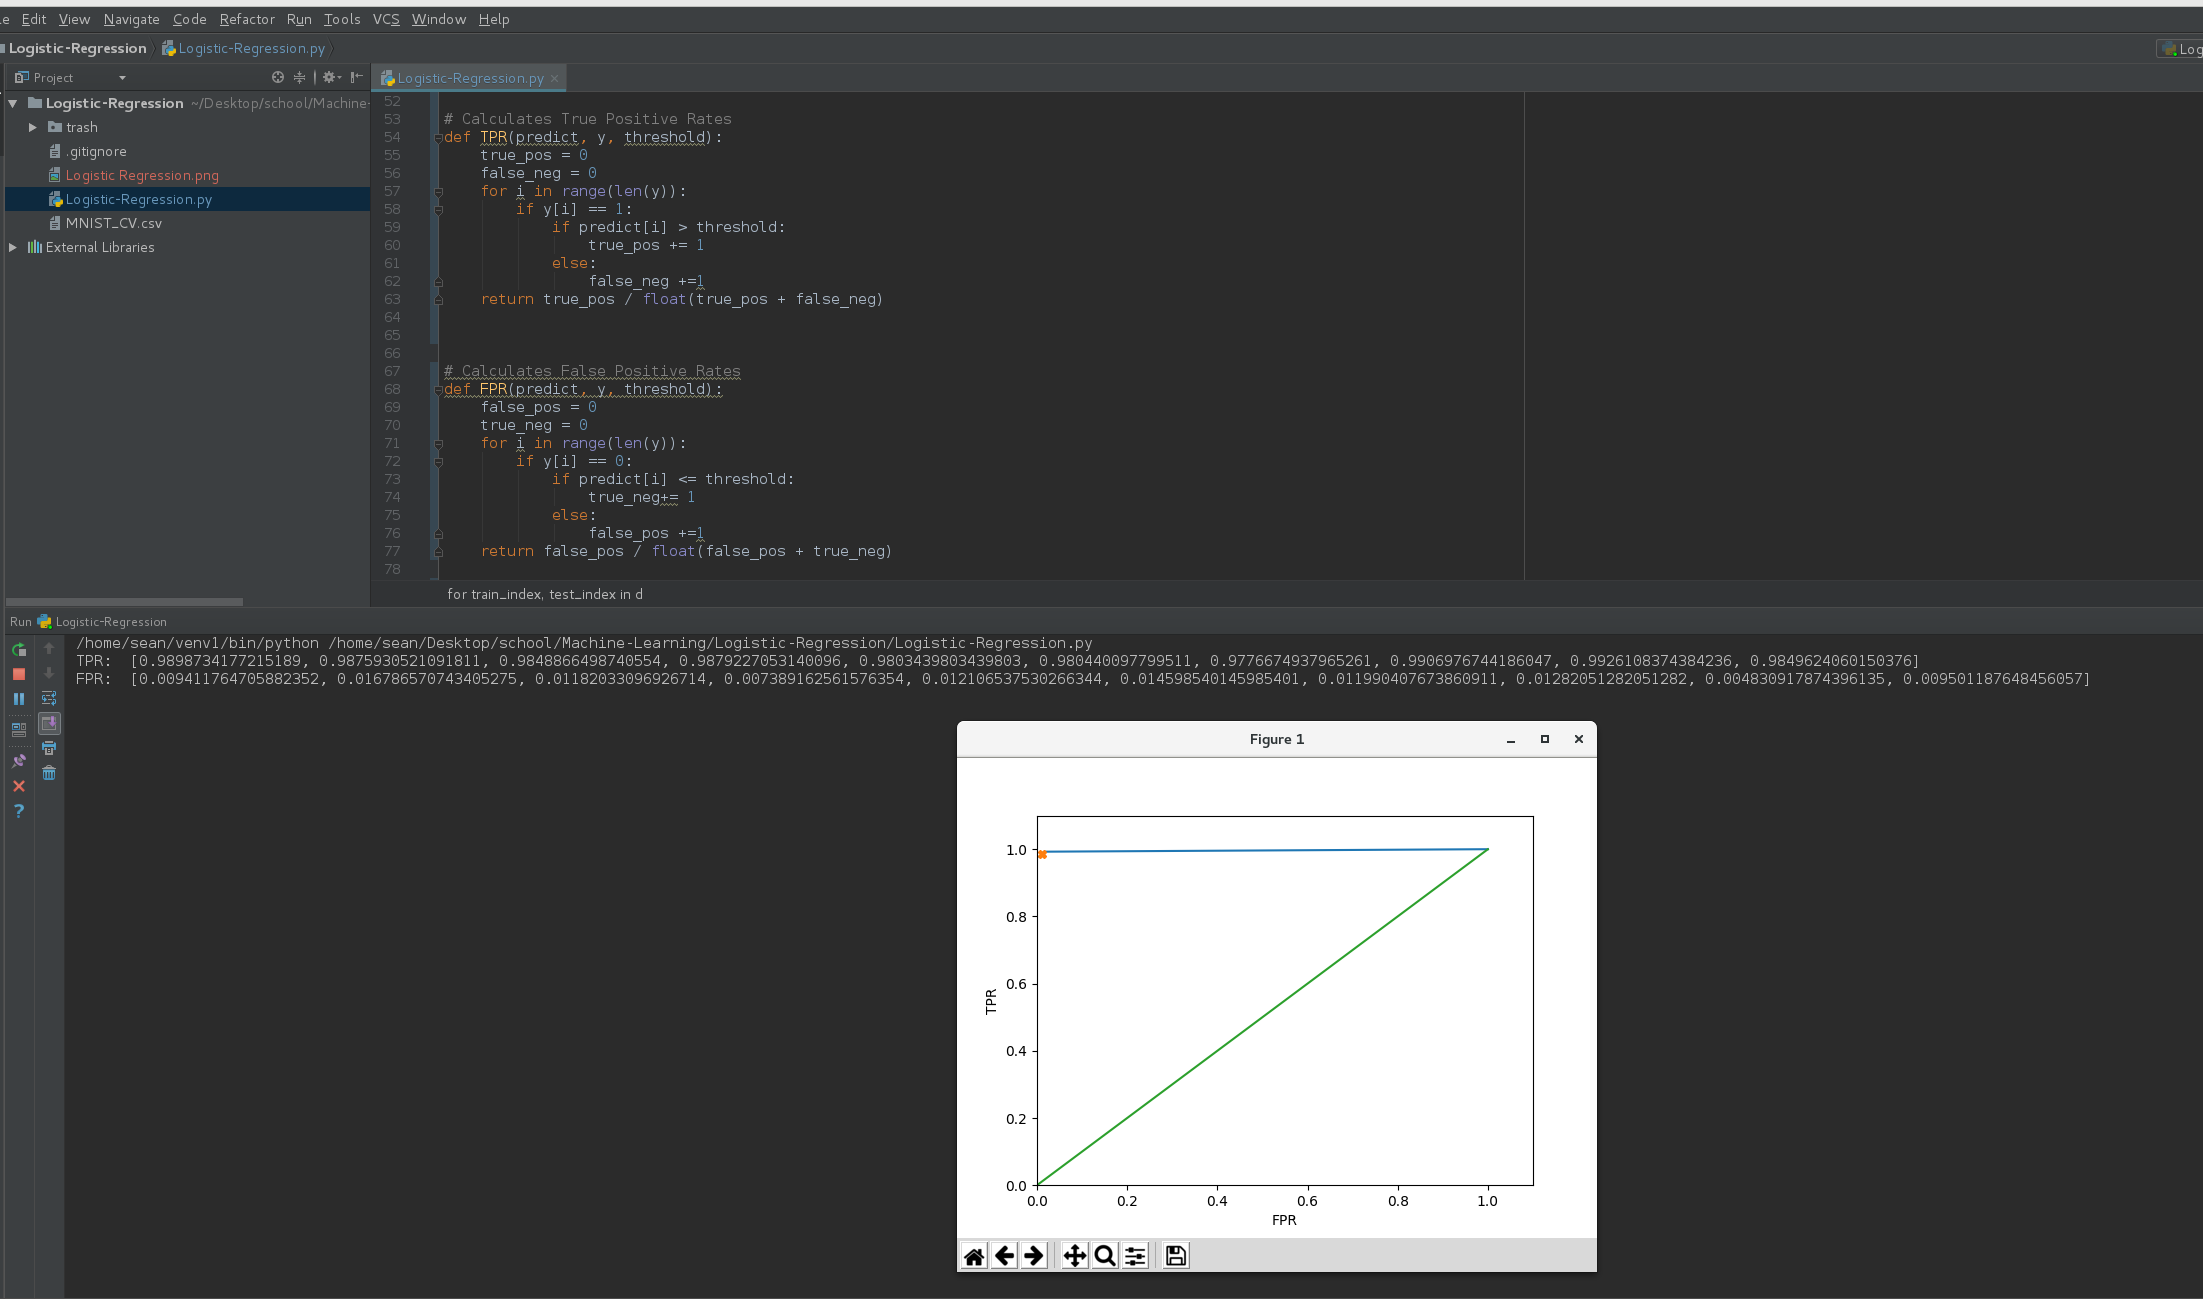 e Edit View Navigate Code Refactor Run Tools VCS Window Help
Logistic-Regression Logistic-Regression.py
Log
Project
Logistic-Regression.py
Logistic-Regression ~/Desktop/school/Machine-
trash
.gitignore
Logistic Regression.png
Logistic-Regression.py
MNIST_CV.csv
External Libraries
52
53 # Calculates True Positive Rates
54 def TPR(predict, y, threshold):
55 true_pos = 0
56 false_neg = 0
57 for i in range(len(y)):
58 if y[i] == 1:
59 if predict[i] > threshold:
60 true_pos += 1
61 else:
62 false_neg +=1
63 return true_pos / float(true_pos + false_neg)
64
65
66
67 # Calculates False Positive Rates
68 def FPR(predict, y, threshold):
69 false_pos = 0
70 true_neg = 0
71 for i in range(len(y)):
72 if y[i] == 0:
73 if predict[i] <= threshold:
74 true_neg+= 1
75 else:
76 false_pos +=1
77 return false_pos / float(false_pos + true_neg)
78
for train_index, test_index in d
Run Logistic-Regression
/home/sean/venv1/bin/python /home/sean/Desktop/school/Machine-Learning/Logistic-Regression/Logistic-Regression.py
TPR: [0.9898734177215189, 0.9875930521091811, 0.9848866498740554, 0.9879227053140096, 0.9803439803439803, 0.980440097799511, 0.9776674937965261, 0.9906976744186047, 0.9926108374384236, 0.9849624060150376]
FPR: [0.009411764705882352, 0.016786570743405275, 0.01182033096926714, 0.007389162561576354, 0.012106537530266344, 0.014598540145985401, 0.011990407673860911, 0.01282051282051282, 0.004830917874396135, 0.009501187648456057]
Figure 1
1.0
0.8
0.6
0.4
0.2
0.0
TPR
0.0 0.2 0.4 0.6 0.8 1.0
FPR